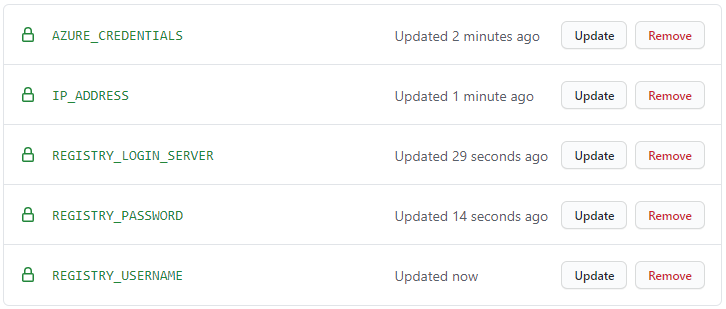 AZURE_CREDENTIALS Updated 2 minutes ago Update Remove
IP_ADDRESS Updated 1 minute ago Update Remove
REGISTRY_LOGIN_SERVER Updated 29 seconds ago Update Remove
REGISTRY_PASSWORD Updated 14 seconds ago Update Remove
REGISTRY_USERNAME Updated now Update Remove